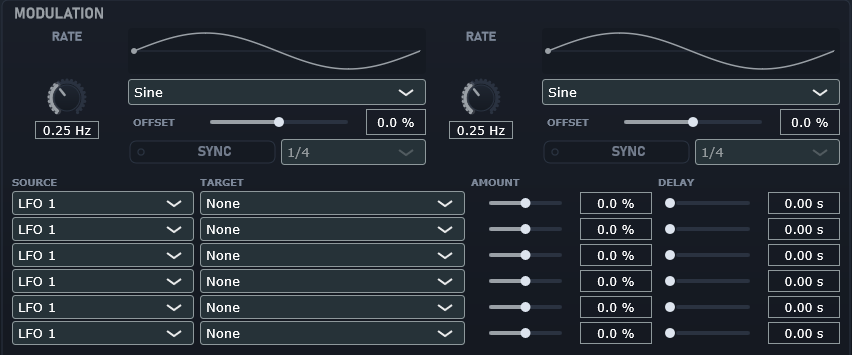 MODULATION
RATE RATE
Sine Sine
0.25 Hz OFFSET 0.0 % 0.25 Hz OFFSET 0.0 %
SYNC 1/4 SYNC 1/4
SOURCE TARGET AMOUNT DELAY
LFO 1 None 0.0 % 0.00 s
LFO 1 None 0.0 % 0.00 s
LFO 1 None 0.0 % 0.00 s
LFO 1 None 0.0 % 0.00 s
LFO 1 None 0.0 % 0.00 s
LFO 1 None 0.0 % 0.00 s